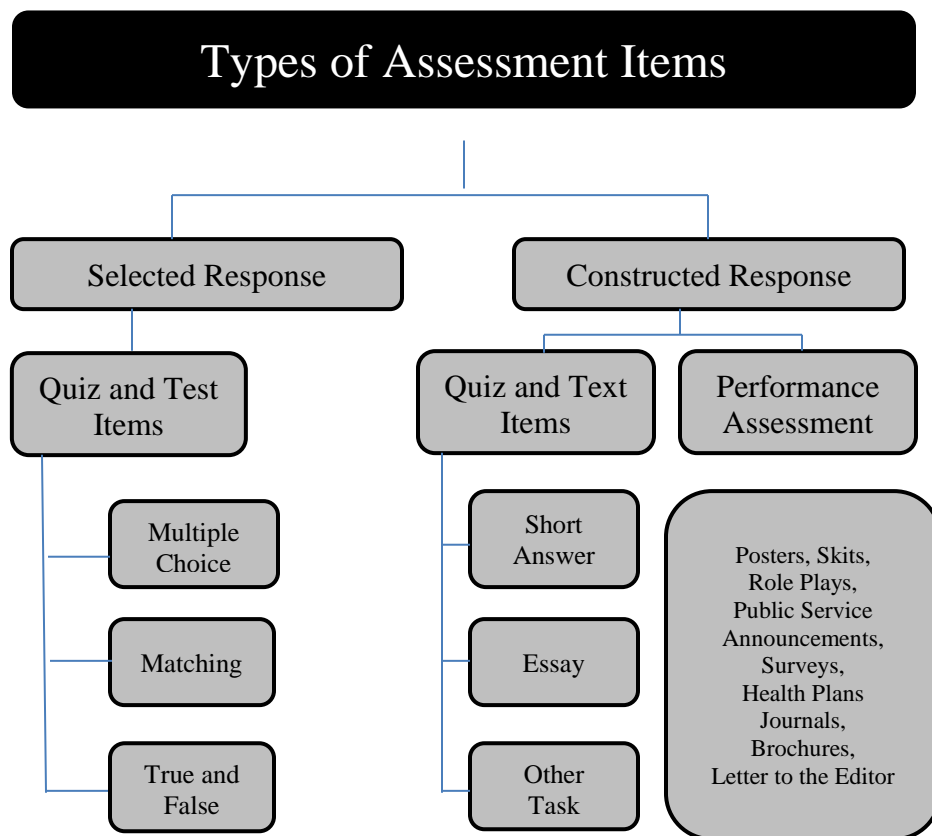 Types of Assessment Items
Selected Response
Constructed Response
Quiz and Test
Items
Quiz and Text
Items
Performance
Assessment
Multiple
Choice
Matching
True and
False
Short
Answer
Essay
Other
Task
Posters, Skits,
Role Plays,
Public Service
Announcements,
Surveys,
Health Plans
Journals,
Brochures,
Letter to the Editor